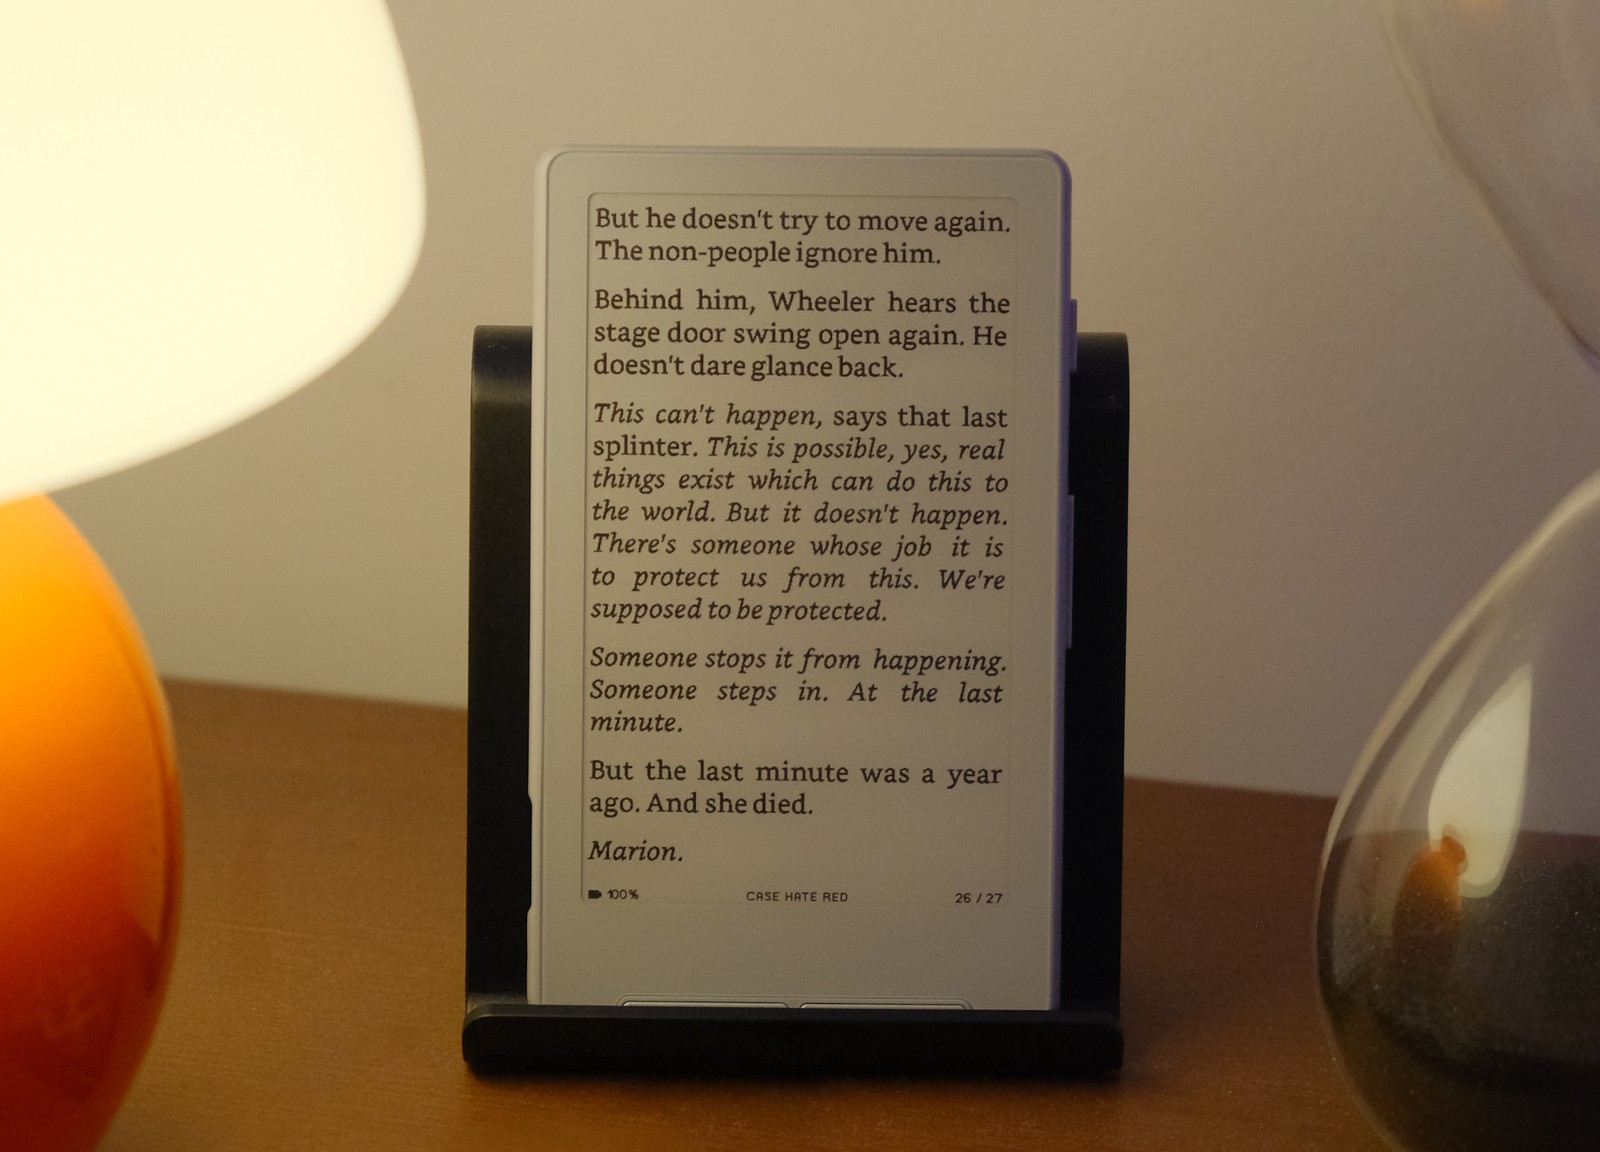 But he doesn't try to move again.
The non-people ignore him.
Behind him, Wheeler hears the
stage door swing open again. He
doesn't dare glance back.
This can't happen, says that last
splinter. This is possible, yes, real
things exist which can do this to
the world. But it doesn't happen.
There's someone whose job it is
to protect us from this. We're
supposed to be protected.
Someone stops it from happening.
Someone steps in. At the last
minute.
But the last minute was a year
ago. And she died.
Marion.
100% CASE HATE RED 26 / 27